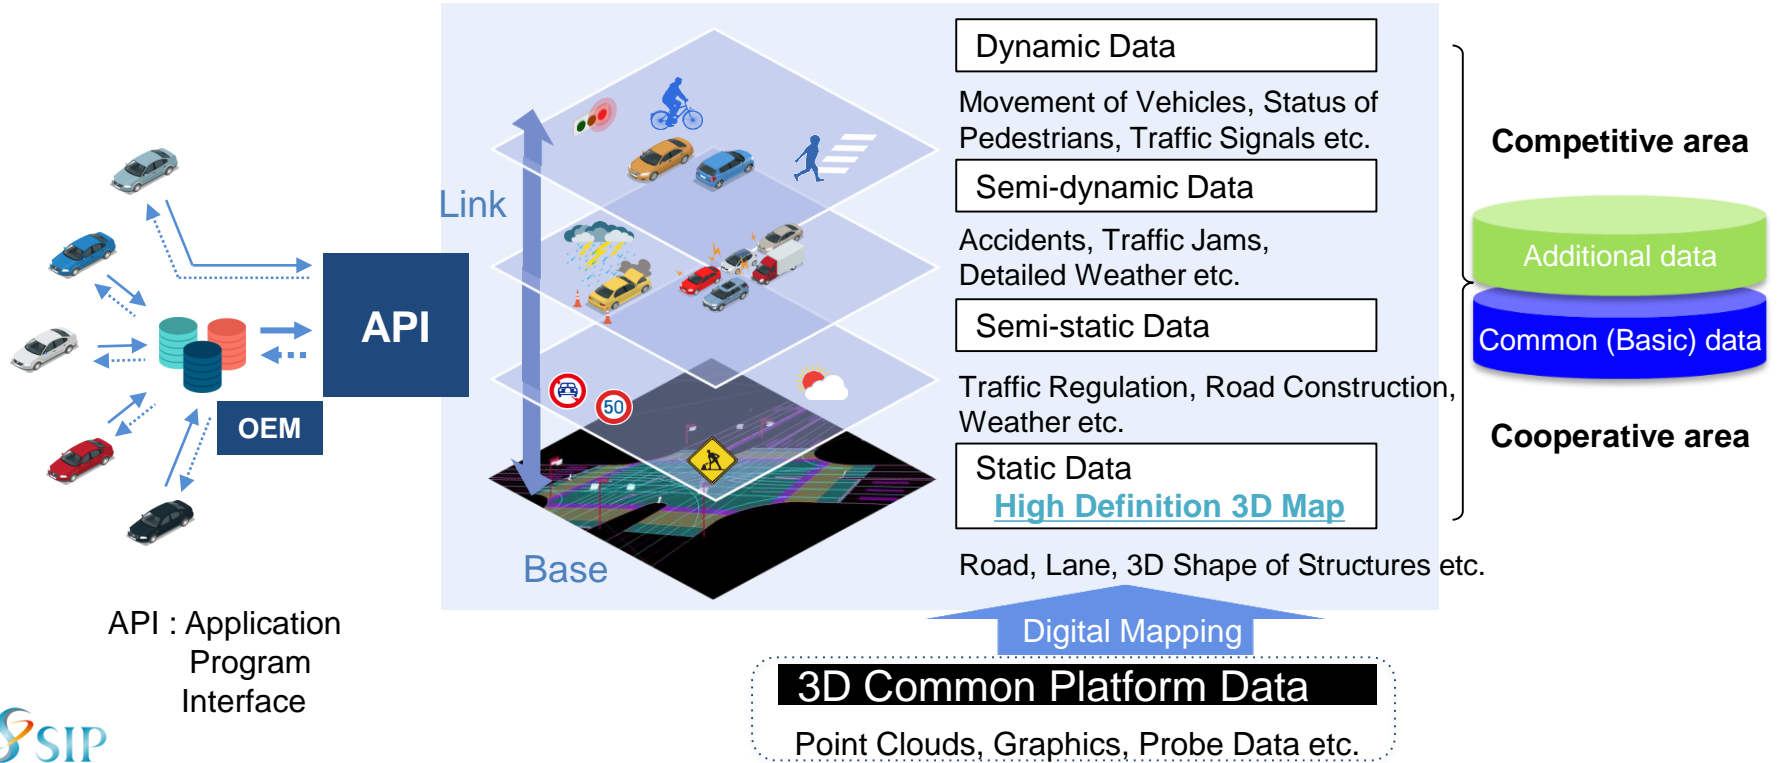 Dynamic Data
Movement of Vehicles, Status of
Pedestrians, Traffic Signals etc.
Semi-dynamic Data
Accidents, Traffic Jams,
Detailed Weather etc.
Semi-static Data
Traffic Regulation, Road Construction,
Weather etc.
Static Data
High Definition 3D Map
Road, Lane, 3D Shape of Structures etc.
Link
Base
50
API
OEM
Competitive area
Additional data
Common (Basic) data
Cooperative area
Digital Mapping
3D Common Platform Data
Point Clouds, Graphics, Probe Data etc.
API : Application
Program
Interface
SIP